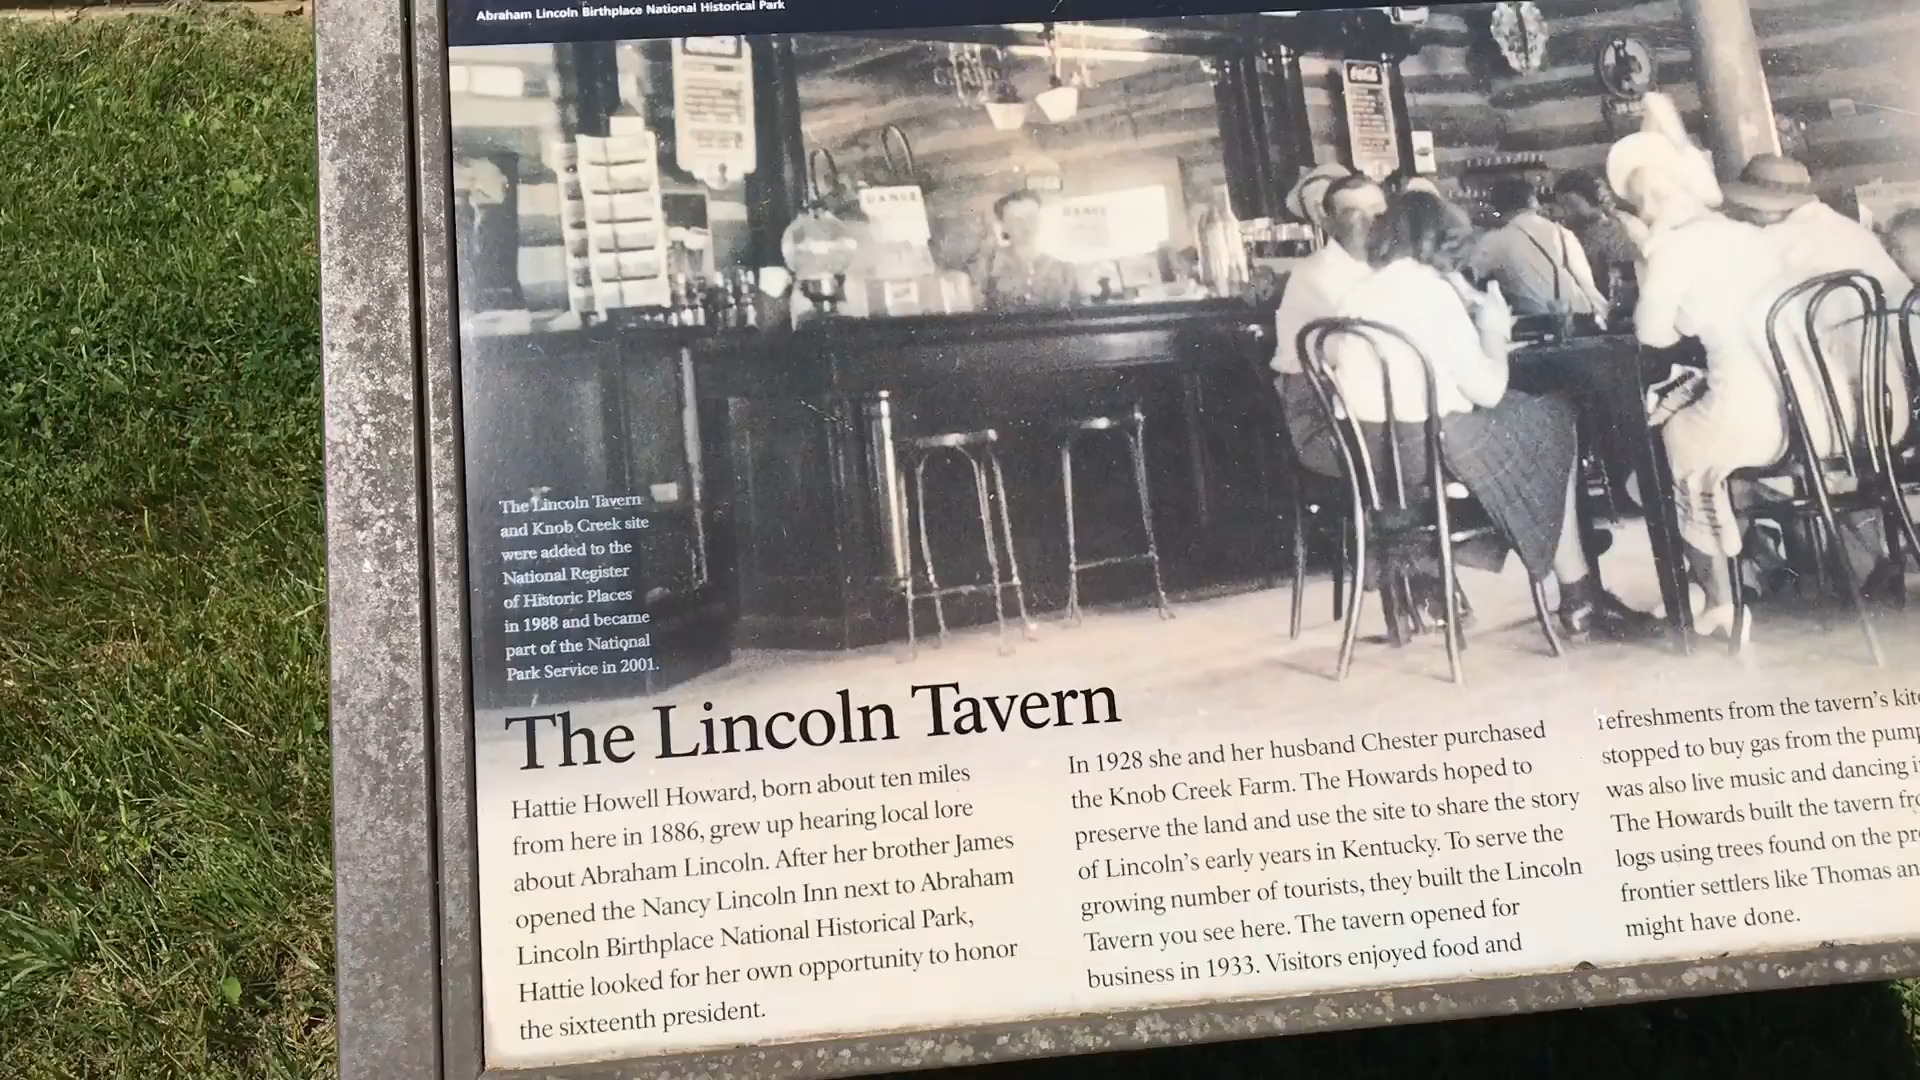 Abraham Lincoln Birthplace National Historical Park
DANCE
DANCE
The Lincoln Tavern
and Knob Creek site
were added to the
National Register
of Historic Places
in 1988 and became
part of the National
Park Service in 2001.
The Lincoln Tavern
Hattie Howell Howard, born about ten miles
from here in 1886, grew up hearing local lore
about Abraham Lincoln. After her brother James
opened the Nancy Lincoln Inn next to Abraham
Lincoln Birthplace National Historical Park,
Hattie looked for her own opportunity to honor
the sixteenth president.
In 1928 she and her husband Chester purchased
the Knob Creek Farm. The Howards hoped to
preserve the land and use the site to share the story
of Lincoln's early years in Kentucky. To serve the
growing number of tourists, they built the Lincoln
Tavern you see here. The tavern opened for
business in 1933. Visitors enjoyed food and
refreshments from the tavern's
stopped to buy gas from the
was also live music and dancing
The Howards built the tavern
logs using trees found on the
frontier settlers like Thomas
might have done.